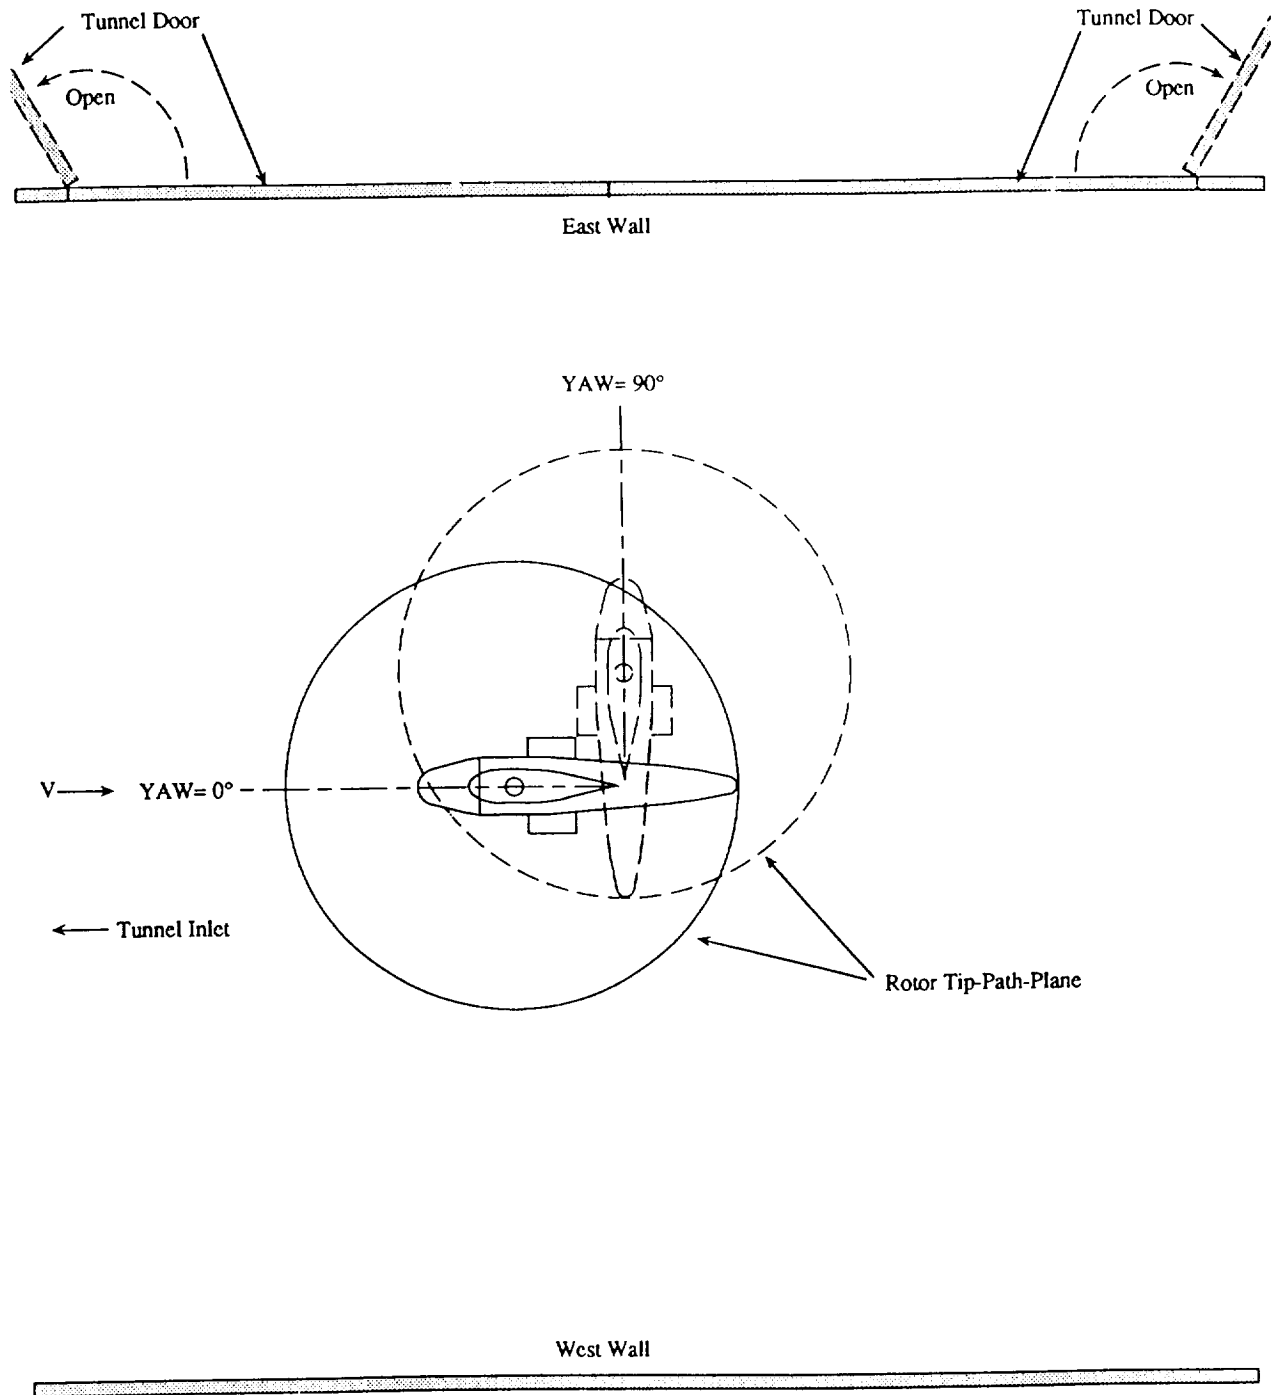 Tunnel Door
Tunnel Door
Open
Open
East Wall
YAW= 90°
V
YAW= 0°
Tunnel Inlet
Rotor Tip-Path-Plane
West Wall